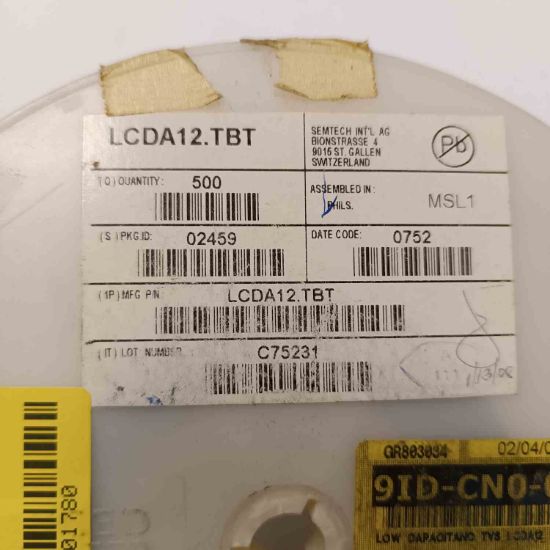 LCDA12.TBT
SEMTECH INT'L AG
BIONSTRASSE 4
9015 ST. GALLEN
SWITZERLAND
Pb
(Q) QUANTITY: 500
ASSEMBLED IN:
PHILS.
MSL1
(S) PKG.ID: 02459
DATE CODE: 0752
(1P) MFG P/N: LCDA12.TBT
(1T) LOT NUMBER: C75231
01780
GR803034 02/04/0
9ID-CN0-
LOW CAPACITANC TVS LCDA12